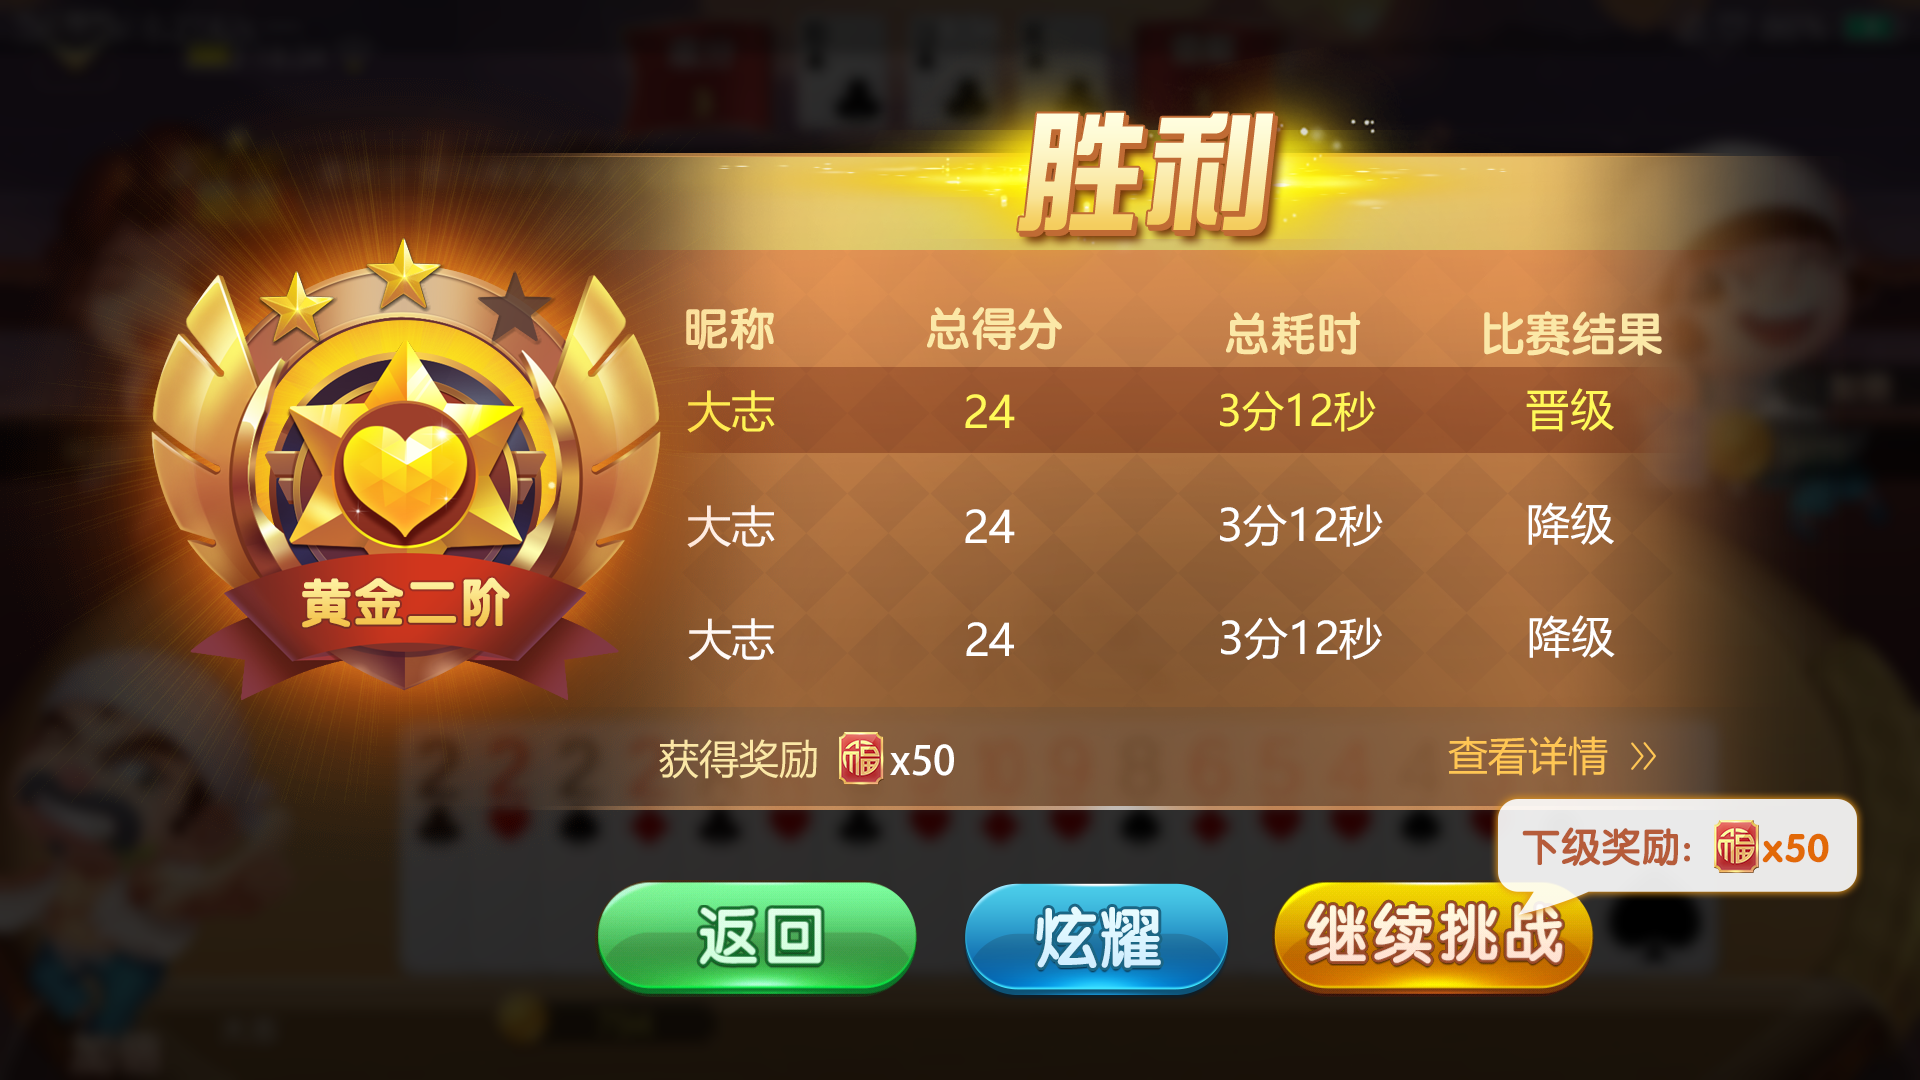 胜利
昵称 总得分 总耗时 比赛结果
大志 24 3分12秒 晋级
大志 24 3分12秒 降级
大志 24 3分12秒 降级
黄金二阶
获得奖励 福 x50 查看详情 »
下级奖励: 福 x50
返回 炫耀 继续挑战